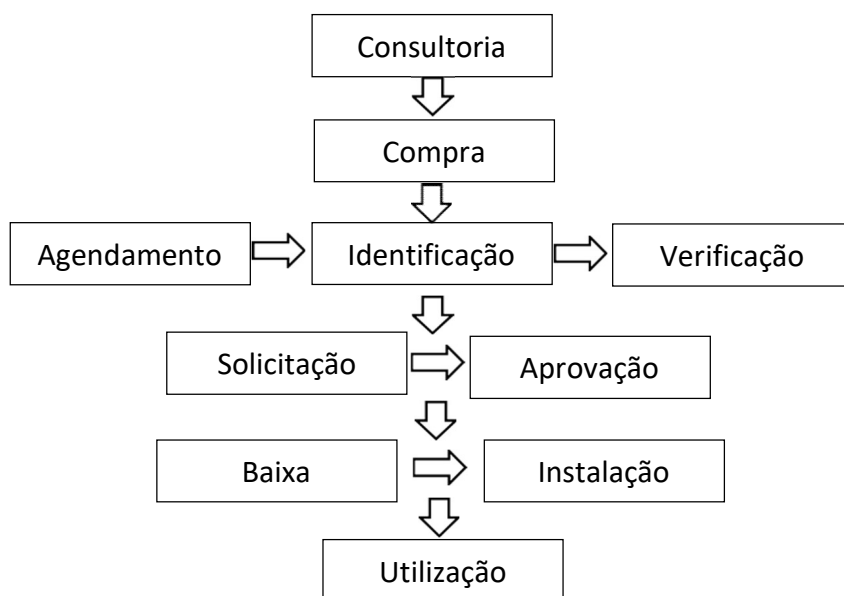 Consultoria
Compra
Agendamento
Identificação
Verificação
Solicitação
Aprovação
Baixa
Instalação
Utilização